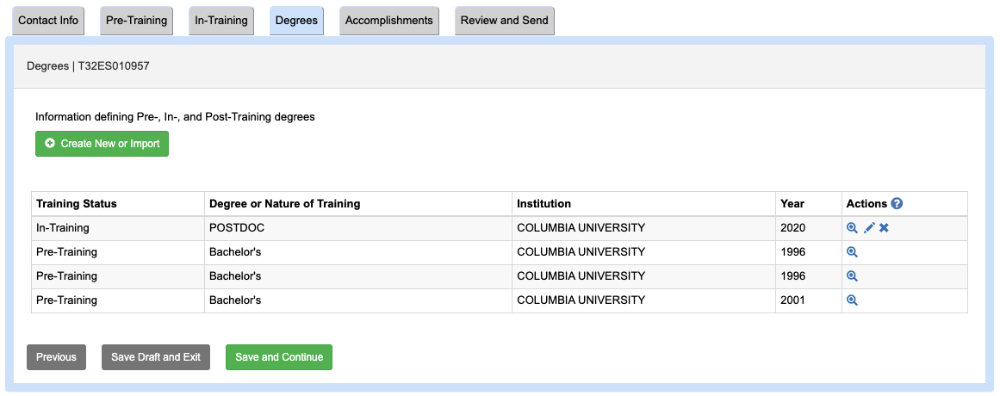 Contact Info Pre-Training In-Training Degrees Accomplishments Review and Send
Degrees | T32ES010957
Information defining Pre-, In-, and Post-Training degrees
Create New or Import
Training Status Degree or Nature of Training Institution Year Actions ?
In-Training POSTDOC COLUMBIA UNIVERSITY 2020
Pre-Training Bachelor's COLUMBIA UNIVERSITY 1996
Pre-Training Bachelor's COLUMBIA UNIVERSITY 1996
Pre-Training Bachelor's COLUMBIA UNIVERSITY 2001
Previous Save Draft and Exit Save and Continue